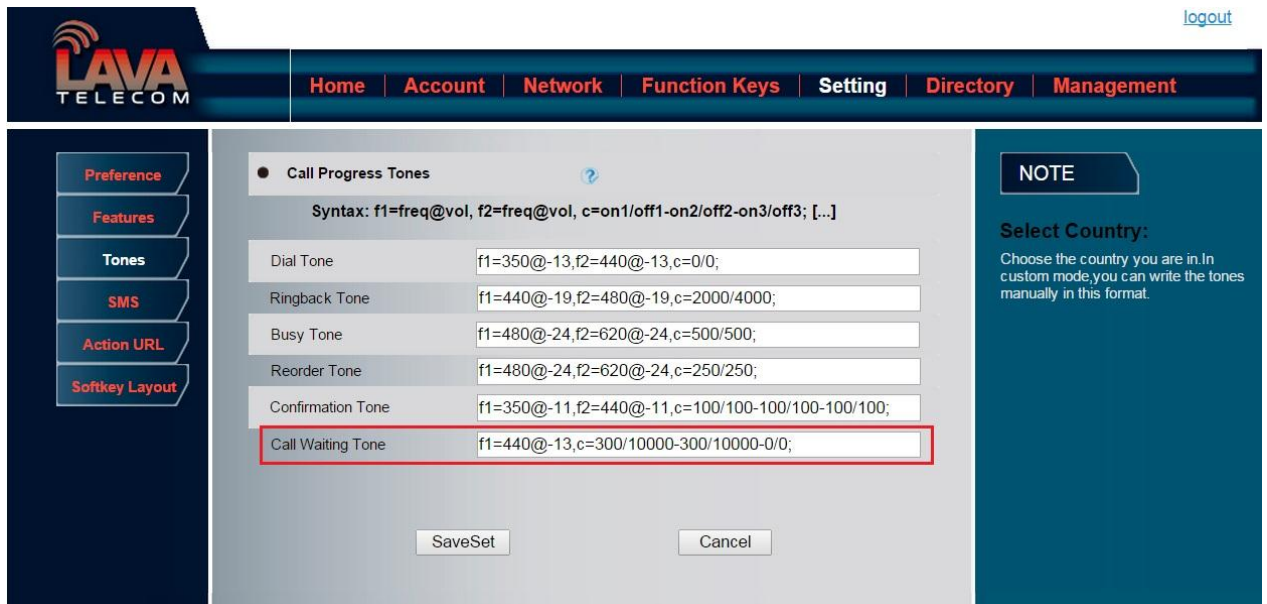 logout
LAVA
TELECOM
Home Account Network Function Keys Setting Directory Management
Preference
Features
Tones
SMS
Action URL
Softkey Layout
Call Progress Tones
Syntax: f1=freq@vol, f2=freq@vol, c=on1/off1-on2/off2-on3/off3; [...]
Dial Tone f1=350@-13,f2=440@-13,c=0/0;
Ringback Tone f1=440@-19,f2=480@-19,c=2000/4000;
Busy Tone f1=480@-24,f2=620@-24,c=500/500;
Reorder Tone f1=480@-24,f2=620@-24,c=250/250;
Confirmation Tone f1=350@-11,f2=440@-11,c=100/100-100/100-100/100;
Call Waiting Tone f1=440@-13,c=300/10000-300/10000-0/0;
SaveSet Cancel
NOTE
Select Country:
Choose the country you are in.In
custom mode,you can write the tones
manually in this format.